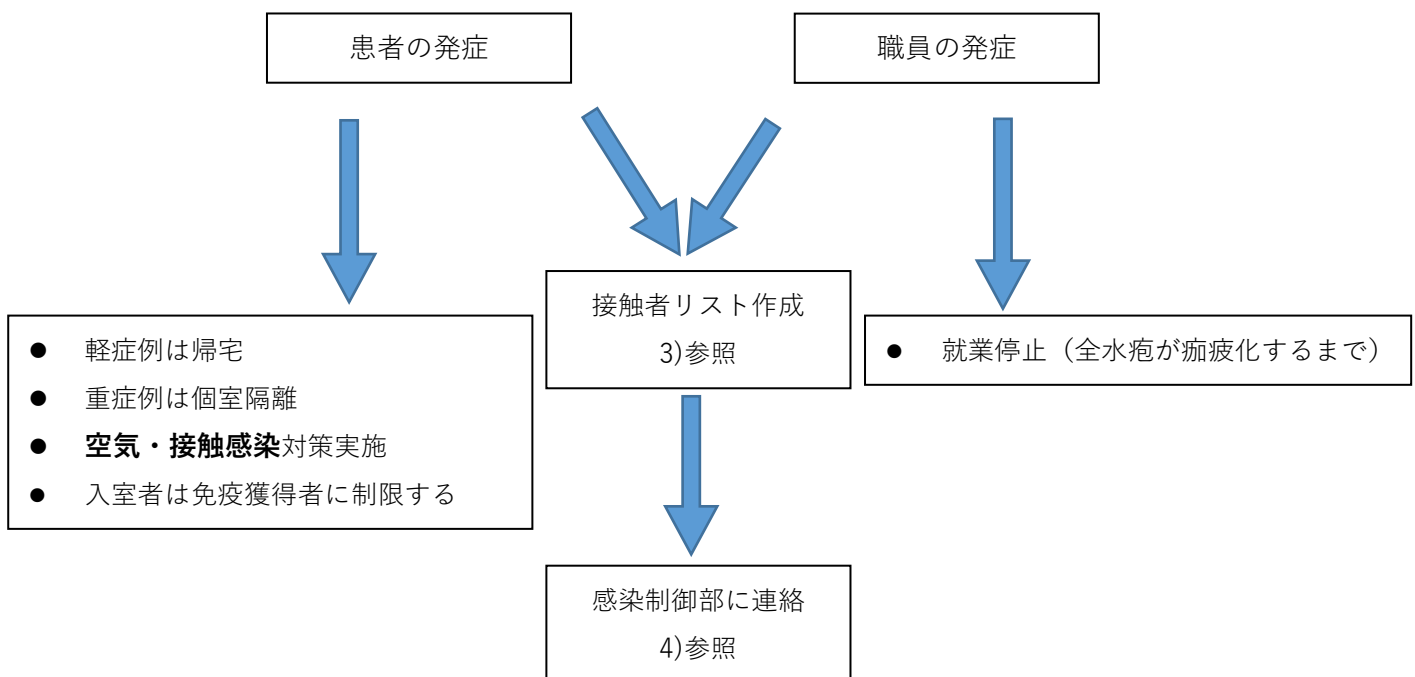 患者の発症
職員の発症
接触者リスト作成
3)参照
● 軽症例は帰宅
● 重症例は個室隔離
● 空気・接触感染対策実施
● 入室者は免疫獲得者に制限する
● 就業停止（全水疱が痂疲化するまで）
感染制御部に連絡
4)参照